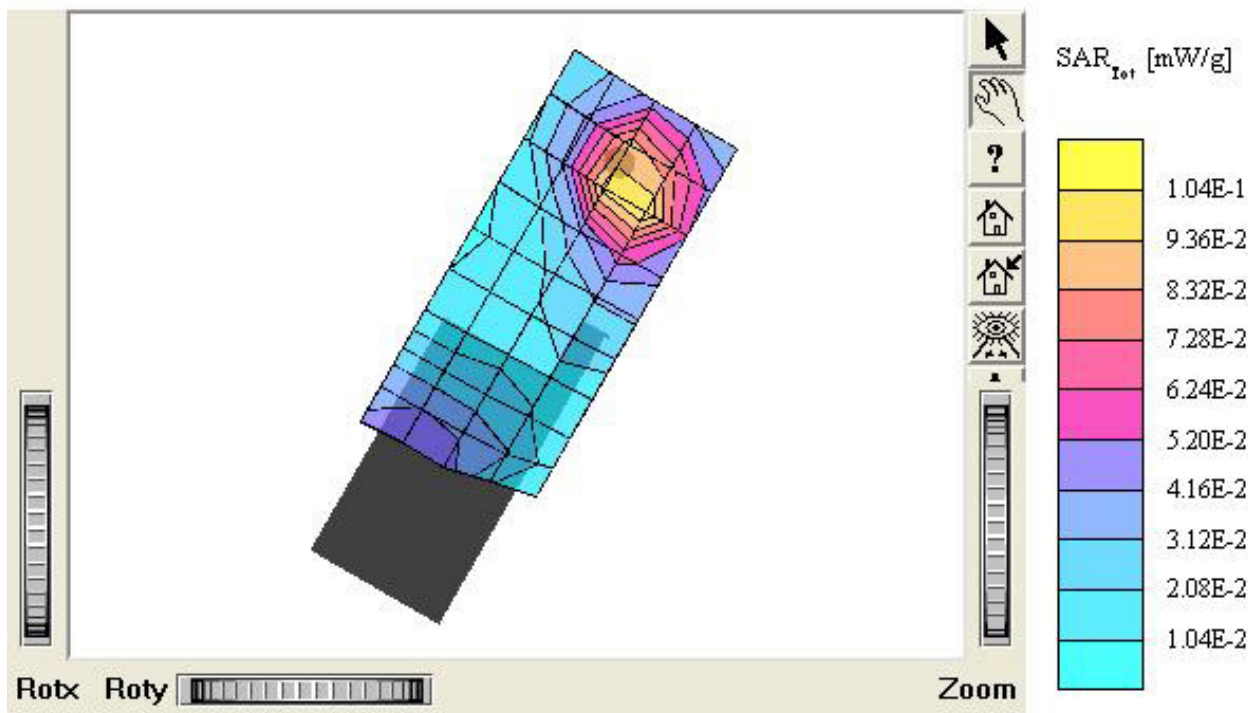 SARTot [mW/g]
?
1.04E-1
9.36E-2
8.32E-2
7.28E-2
6.24E-2
5.20E-2
4.16E-2
3.12E-2
2.08E-2
1.04E-2
Rotx Roty Zoom